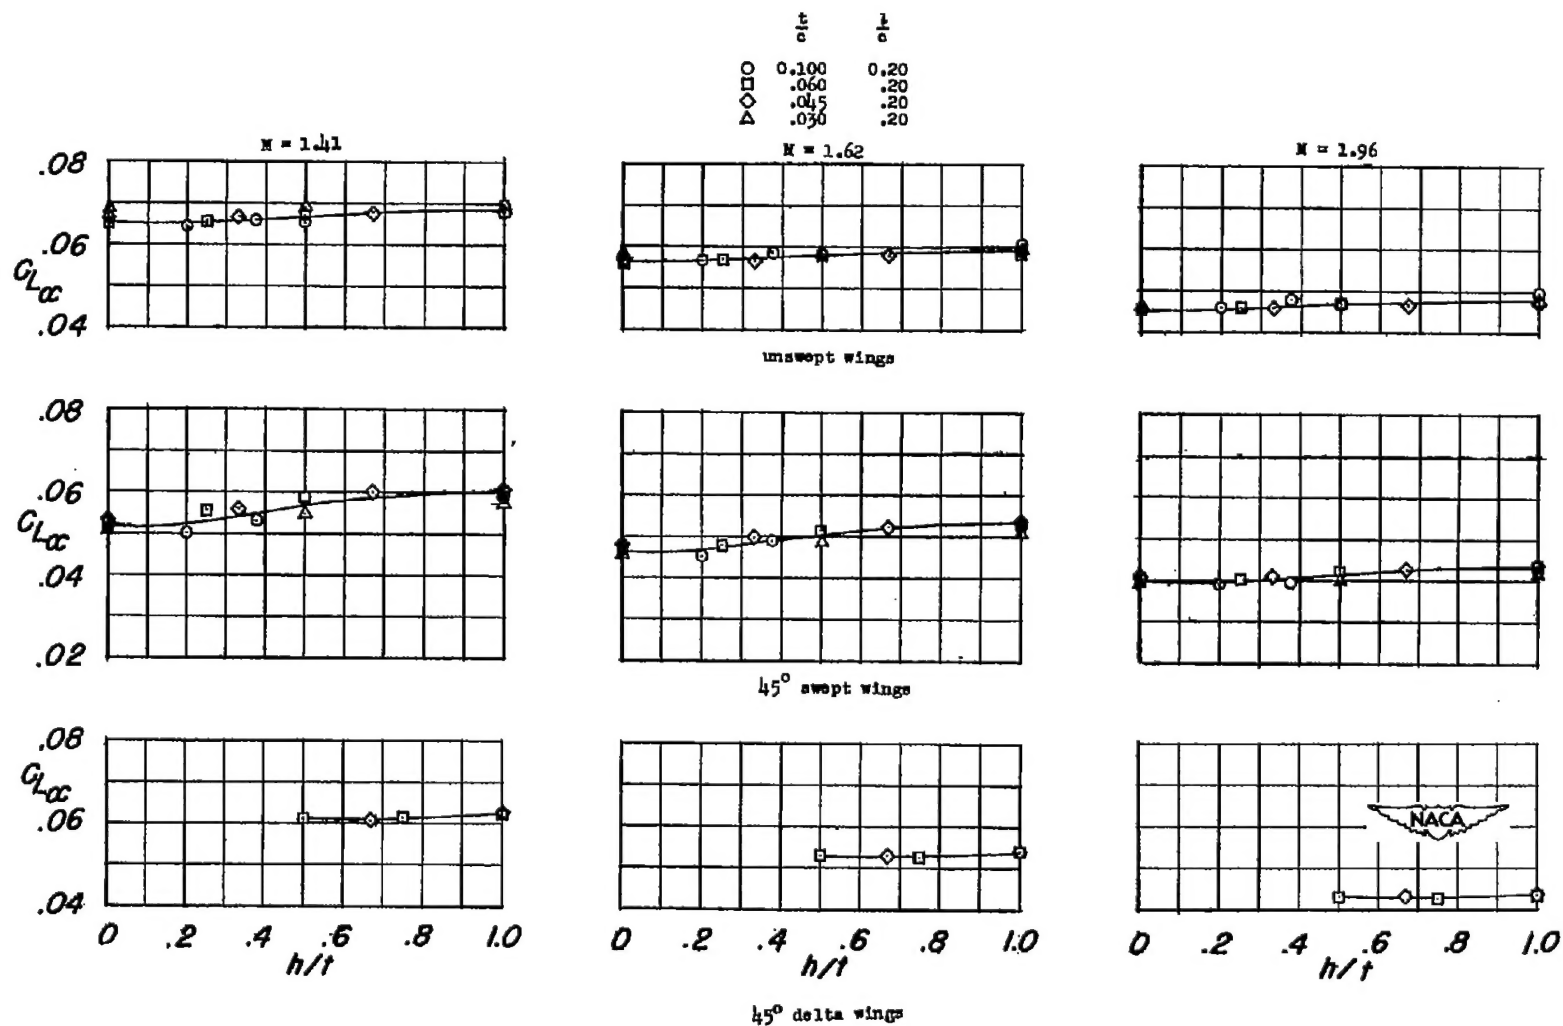 t/c l/c
○ 0.100 0.20
□ .060 .20
◇ .045 .20
△ .030 .20
M = 1.41 M = 1.62 M = 1.96
.08
.06
C_Lα
.04
unswept wings
.08
.06
C_Lα
.04
.02
45° swept wings
.08
C_Lα
.06
NACA
.04
0 .2 .4 .6 .8 1.0 0 .2 .4 .6 .8 1.0 0 .2 .4 .6 .8 1.0
h/t h/t h/t
45° delta wings